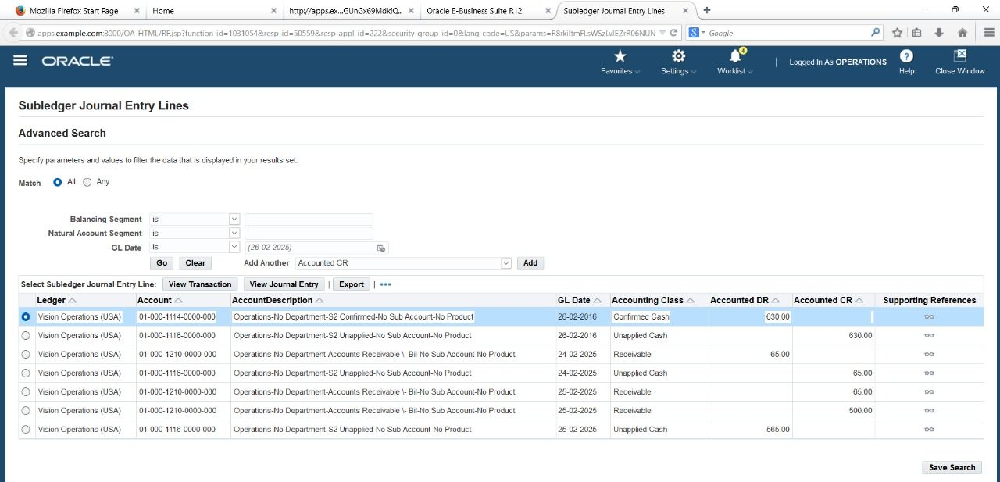 Mozilla Firefox Start Page × Home × http://apps.ex...GUnGx69MdkiQ.. × Oracle E-Business Suite R12 × Subledger Journal Entry Lines × +
apps.example.com:8000/OA_HTML/RF.jsp?function_id=1031054&resp_id=50559&resp_appl_id=222&security_group_id=0&lang_code=US&params=R8rkiItmFLsWSzLvlEZrR06NUN Google
ORACLE Favorites Settings Worklist 4 Logged In As OPERATIONS Help Close Window
Subledger Journal Entry Lines
Advanced Search
Specify parameters and values to filter the data that is displayed in your results set.
Match All Any
Balancing Segment is
Natural Account Segment is
GL Date is (26-02-2025)
Go Clear Add Another Accounted CR Add
Select Subledger Journal Entry Line: View Transaction View Journal Entry | Export | •••
Ledger Account AccountDescription GL Date Accounting Class Accounted DR Accounted CR Supporting References
Vision Operations (USA) 01-000-1114-0000-000 Operations-No Department-S2 Confirmed-No Sub Account-No Product 26-02-2016 Confirmed Cash 630.00
Vision Operations (USA) 01-000-1116-0000-000 Operations-No Department-S2 Unapplied-No Sub Account-No Product 26-02-2016 Unapplied Cash 630.00
Vision Operations (USA) 01-000-1210-0000-000 Operations-No Department-Accounts Receivable \- Bil-No Sub Account-No Product 24-02-2025 Receivable 65.00
Vision Operations (USA) 01-000-1116-0000-000 Operations-No Department-S2 Unapplied-No Sub Account-No Product 24-02-2025 Unapplied Cash 65.00
Vision Operations (USA) 01-000-1210-0000-000 Operations-No Department-Accounts Receivable \- Bil-No Sub Account-No Product 25-02-2025 Receivable 65.00
Vision Operations (USA) 01-000-1210-0000-000 Operations-No Department-Accounts Receivable \- Bil-No Sub Account-No Product 25-02-2025 Receivable 500.00
Vision Operations (USA) 01-000-1116-0000-000 Operations-No Department-S2 Unapplied-No Sub Account-No Product 25-02-2025 Unapplied Cash 565.00
Save Search